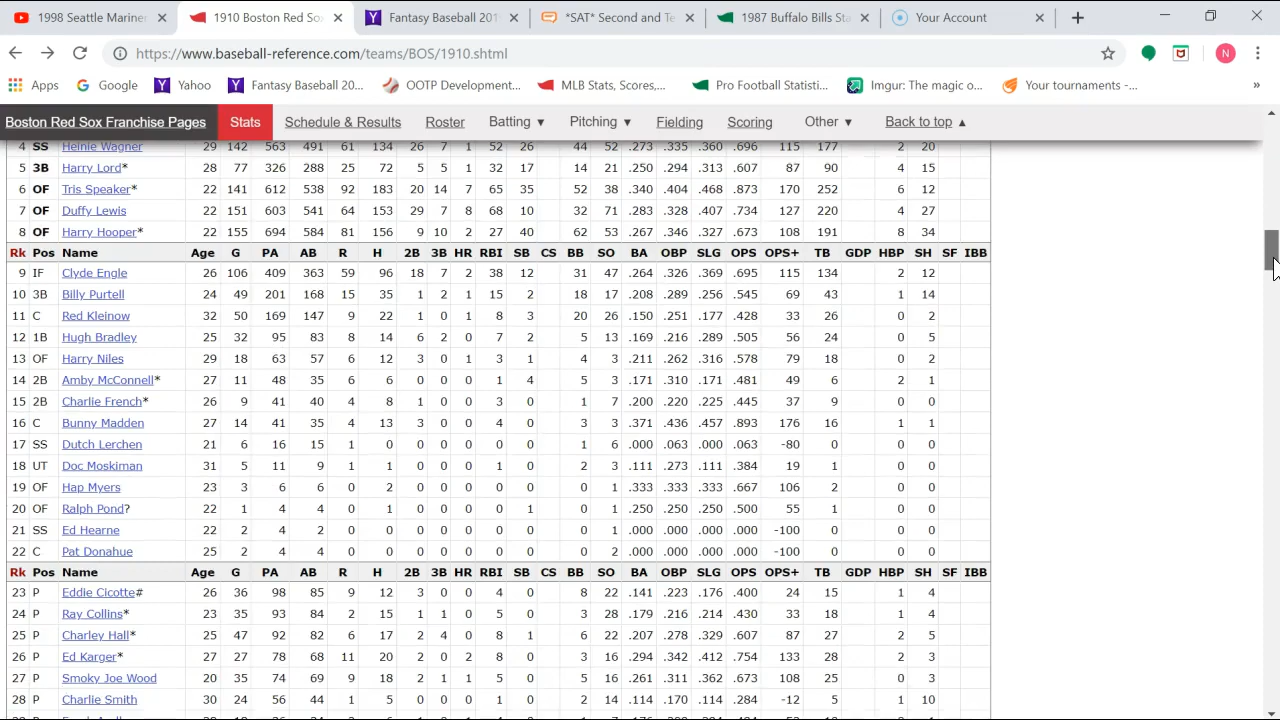 1998 Seattle Mariner
1910 Boston Red So
Fantasy Baseball 201
*SAT* Second and Te
1987 Buffalo Bills Sta
Your Account
https://www.baseball-reference.com/teams/BOS/1910.shtml
N
Apps Google Yahoo Fantasy Baseball 20... OOTP Development... MLB Stats, Scores,... Pro Football Statisti... Imgur: The magic o... Your tournaments -... »
Boston Red Sox Franchise Pages Stats Schedule & Results Roster Batting ▼ Pitching ▼ Fielding Scoring Other ▼ Back to top ▲
4 SS Heinie Wagner 29 142 563 491 61 134 26 7 1 52 26 44 52 .273 .335 .360 .696 115 177 2 20
5 3B Harry Lord* 28 77 326 288 25 72 5 5 1 32 17 14 21 .250 .294 .313 .607 87 90 4 15
6 OF Tris Speaker* 22 141 612 538 92 183 20 14 7 65 35 52 38 .340 .404 .468 .873 170 252 6 12
7 OF Duffy Lewis 22 151 603 541 64 153 29 7 8 68 10 32 71 .283 .328 .407 .734 127 220 4 27
8 OF Harry Hooper* 22 155 694 584 81 156 9 10 2 27 40 62 53 .267 .346 .327 .673 108 191 8 34
Rk Pos Name Age G PA AB R H 2B 3B HR RBI SB CS BB SO BA OBP SLG OPS OPS+ TB GDP HBP SH SF IBB
9 IF Clyde Engle 26 106 409 363 59 96 18 7 2 38 12 31 47 .264 .326 .369 .695 115 134 2 12
10 3B Billy Purtell 24 49 201 168 15 35 1 2 1 15 2 18 17 .208 .289 .256 .545 69 43 1 14
11 C Red Kleinow 32 50 169 147 9 22 1 0 1 8 3 20 26 .150 .251 .177 .428 33 26 0 2
12 1B Hugh Bradley 25 32 95 83 8 14 6 2 0 7 2 5 13 .169 .216 .289 .505 56 24 0 5
13 OF Harry Niles 29 18 63 57 6 12 3 0 1 3 1 4 3 .211 .262 .316 .578 79 18 0 2
14 2B Amby McConnell* 27 11 48 35 6 6 0 0 0 1 4 5 3 .171 .310 .171 .481 49 6 2 1
15 2B Charlie French* 26 9 41 40 4 8 1 0 0 3 0 1 7 .200 .220 .225 .445 37 9 0 0
16 C Bunny Madden 27 14 41 35 4 13 3 0 0 4 0 3 3 .371 .436 .457 .893 176 16 1 1
17 SS Dutch Lerchen 21 6 16 15 1 0 0 0 0 0 0 1 6 .000 .063 .000 .063 -80 0 0 0
18 UT Doc Moskiman 31 5 11 9 1 1 0 0 0 1 0 2 3 .111 .273 .111 .384 19 1 0 0
19 OF Hap Myers 23 3 6 6 0 2 0 0 0 0 0 0 1 .333 .333 .333 .667 106 2 0 0
20 OF Ralph Pond? 22 1 4 4 0 1 0 0 0 0 1 0 1 .250 .250 .250 .500 55 1 0 0
21 SS Ed Hearne 22 2 4 2 0 0 0 0 0 0 0 0 1 .000 .000 .000 .000 -100 0 0 0
22 C Pat Donahue 25 2 4 4 0 0 0 0 0 0 0 0 2 .000 .000 .000 .000 -100 0 0 0
Rk Pos Name Age G PA AB R H 2B 3B HR RBI SB CS BB SO BA OBP SLG OPS OPS+ TB GDP HBP SH SF IBB
23 P Eddie Cicotte# 26 36 98 85 9 12 3 0 0 4 0 8 22 .141 .223 .176 .400 24 15 1 4
24 P Ray Collins* 23 35 93 84 2 15 1 1 0 5 0 3 28 .179 .216 .214 .430 33 18 1 4
25 P Charley Hall* 25 47 92 82 6 17 2 4 0 8 1 6 22 .207 .278 .329 .607 87 27 2 5
26 P Ed Karger* 27 27 78 68 11 20 2 0 2 8 0 3 16 .294 .342 .412 .754 133 28 2 3
27 P Smoky Joe Wood 20 35 74 69 9 18 2 1 1 5 0 5 16 .261 .311 .362 .673 108 25 0 3
28 P Charlie Smith 30 24 56 44 1 5 0 0 0 1 0 2 14 .114 .170 .114 .284 -12 5 1 10